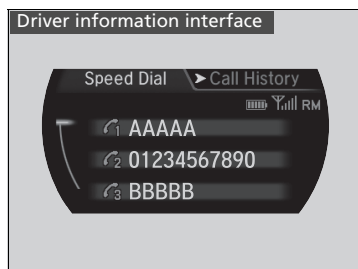 Driver information interface
Speed Dial ➤ Call History
RM
1 AAAAA
2 01234567890
3 BBBBB